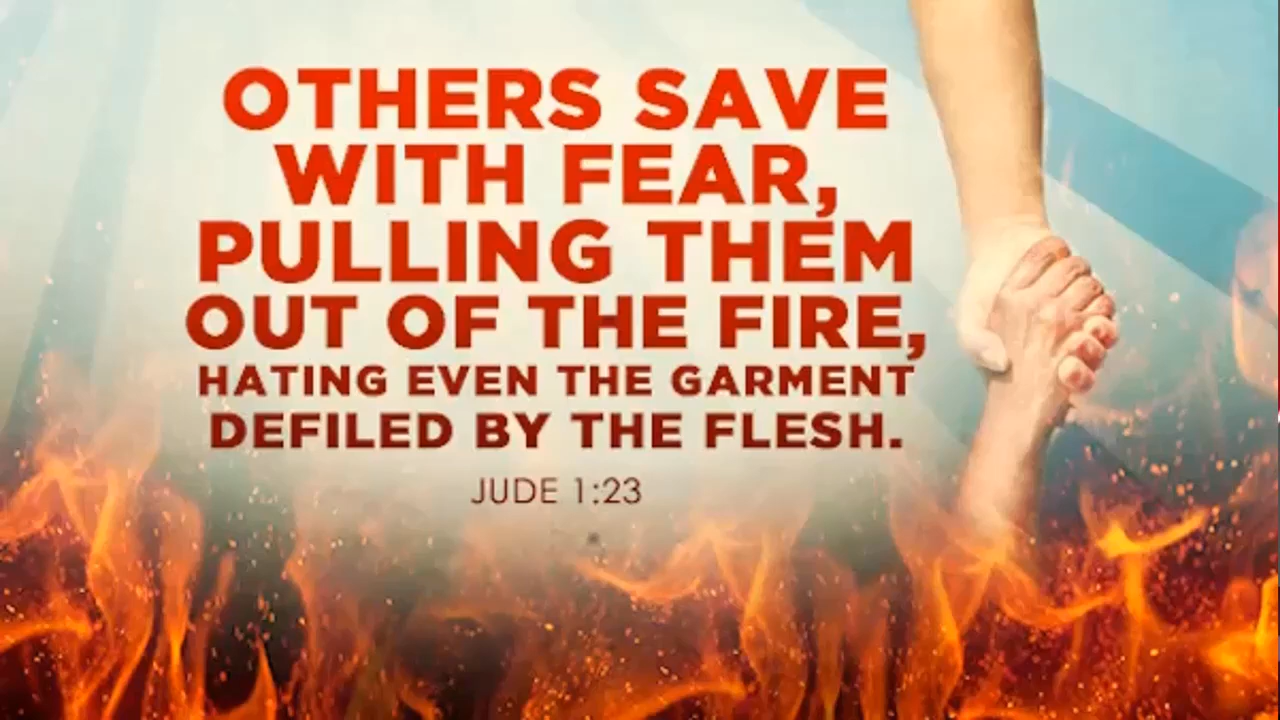 OTHERS SAVE
WITH FEAR,
PULLING THEM
OUT OF THE FIRE,
HATING EVEN THE GARMENT
DEFILED BY THE FLESH.
JUDE 1:23